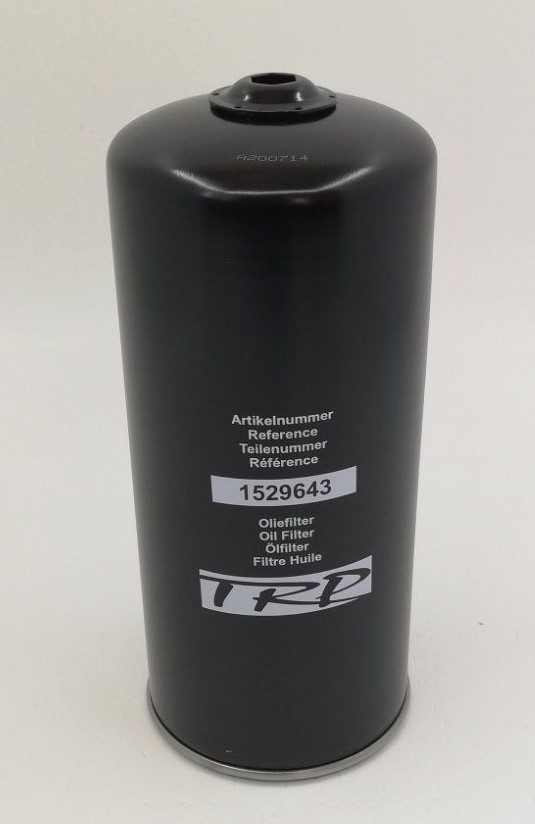 A200714
Artikelnummer
Reference
Teilenummer
Référence
1529643
Oliefilter
Oil Filter
Ölfilter
Filtre Huile
TRP